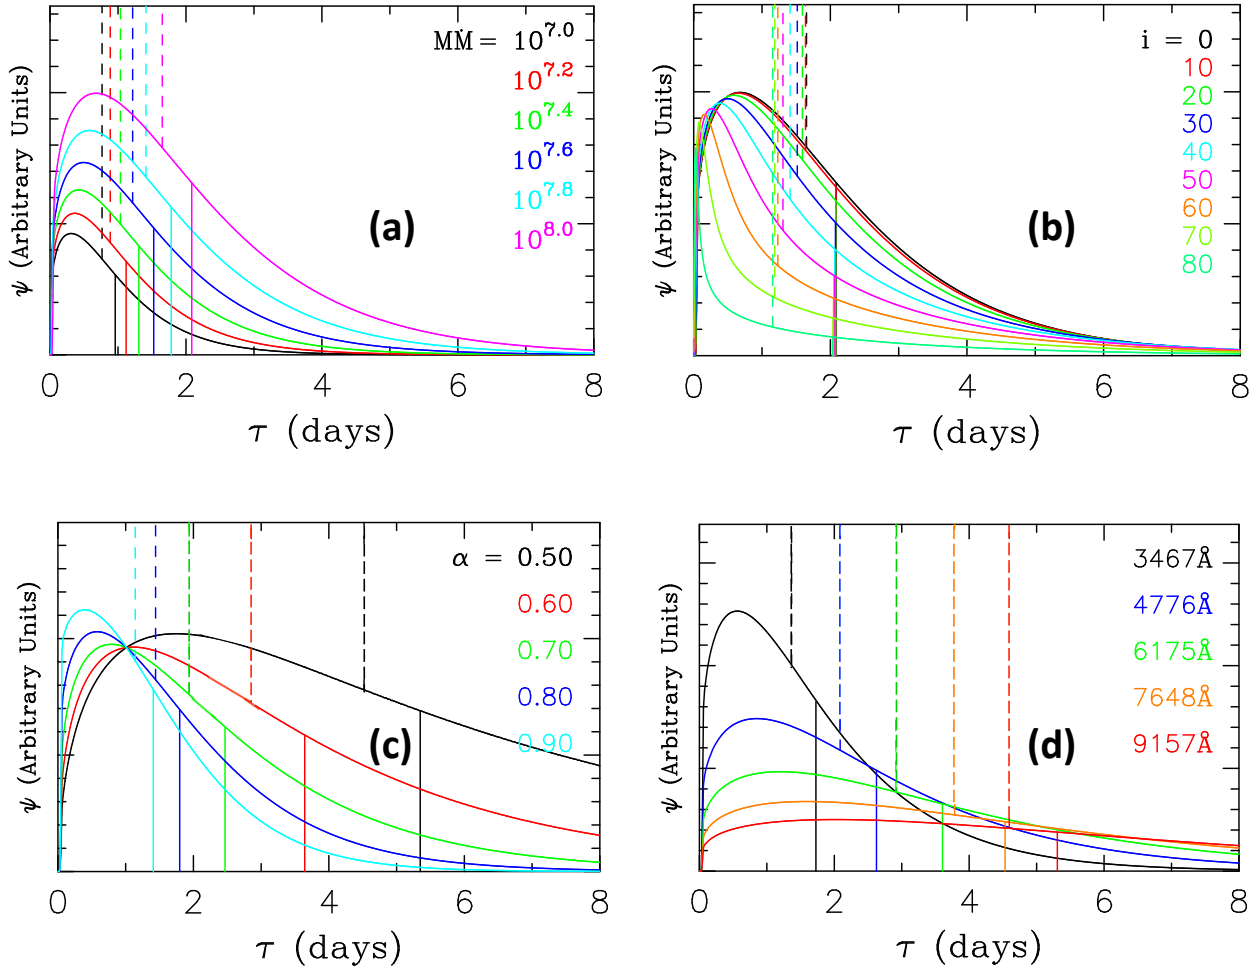 MṀ = 10^7.0
10^7.2
10^7.4
10^7.6
10^7.8
10^8.0
(a)
ψ (Arbitrary Units)
0 2 4 6 8
τ (days)
i = 0
10
20
30
40
50
60
70
80
(b)
ψ (Arbitrary Units)
0 2 4 6 8
τ (days)
α = 0.50
0.60
0.70
0.80
0.90
(c)
ψ (Arbitrary Units)
0 2 4 6 8
τ (days)
3467Å
4776Å
6175Å
7648Å
9157Å
(d)
ψ (Arbitrary Units)
0 2 4 6 8
τ (days)